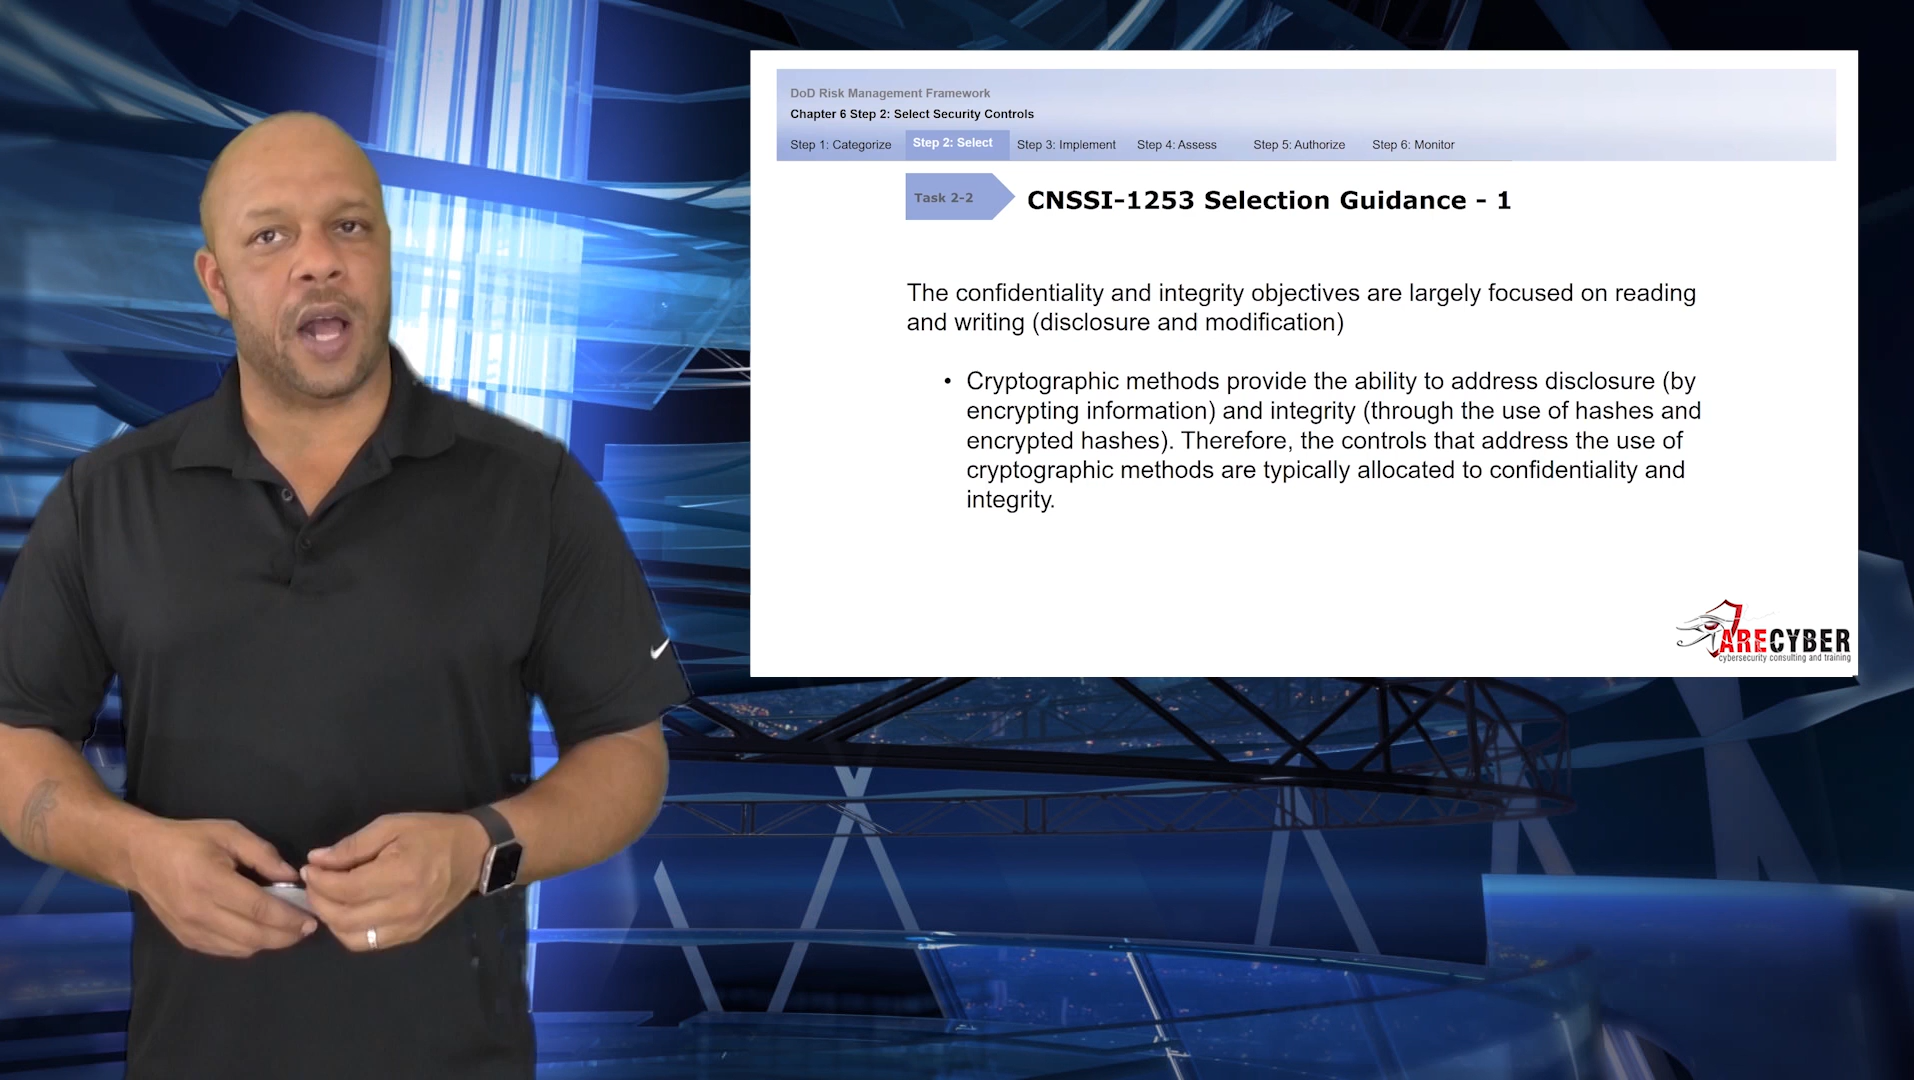 DoD Risk Management Framework
Chapter 6 Step 2: Select Security Controls
Step 1: Categorize Step 2: Select Step 3: Implement Step 4: Assess Step 5: Authorize Step 6: Monitor
Task 2-2 CNSSI-1253 Selection Guidance - 1
The confidentiality and integrity objectives are largely focused on reading
and writing (disclosure and modification)
• Cryptographic methods provide the ability to address disclosure (by
encrypting information) and integrity (through the use of hashes and
encrypted hashes). Therefore, the controls that address the use of
cryptographic methods are typically allocated to confidentiality and
integrity.
ARECYBER
cybersecurity consulting and training